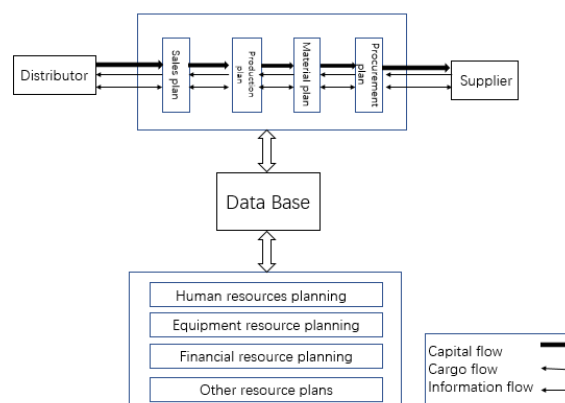 Distributor
Sales plan
Production
plan
Material plan
Procurement
plan
Supplier
Data Base
Human resources planning
Equipment resource planning
Financial resource planning
Other resource plans
Capital flow
Cargo flow
Information flow